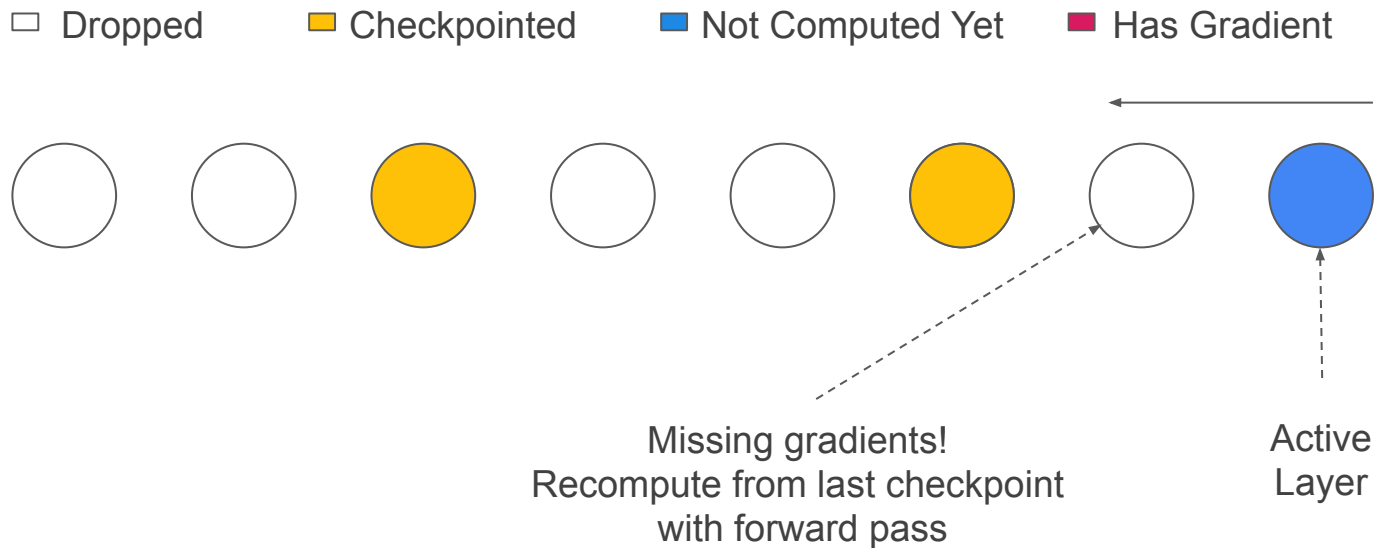 Dropped Checkpointed Not Computed Yet Has Gradient
Missing gradients!
Recompute from last checkpoint
with forward pass
Active
Layer